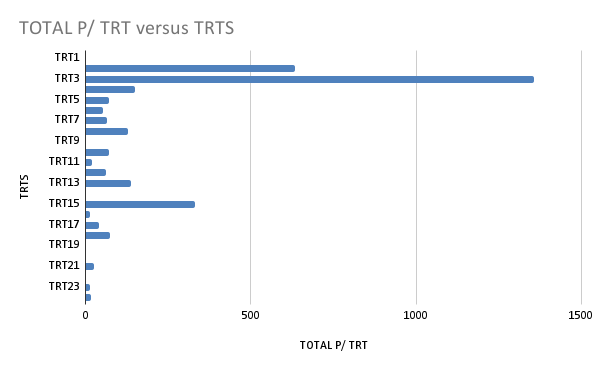 TOTAL P/ TRT versus TRTS
TRT1
TRT3
TRT5
TRT7
TRT9
TRT11
TRT13
TRT15
TRT17
TRT19
TRT21
TRT23
TRTS
0 500 1000 1500
TOTAL P/ TRT